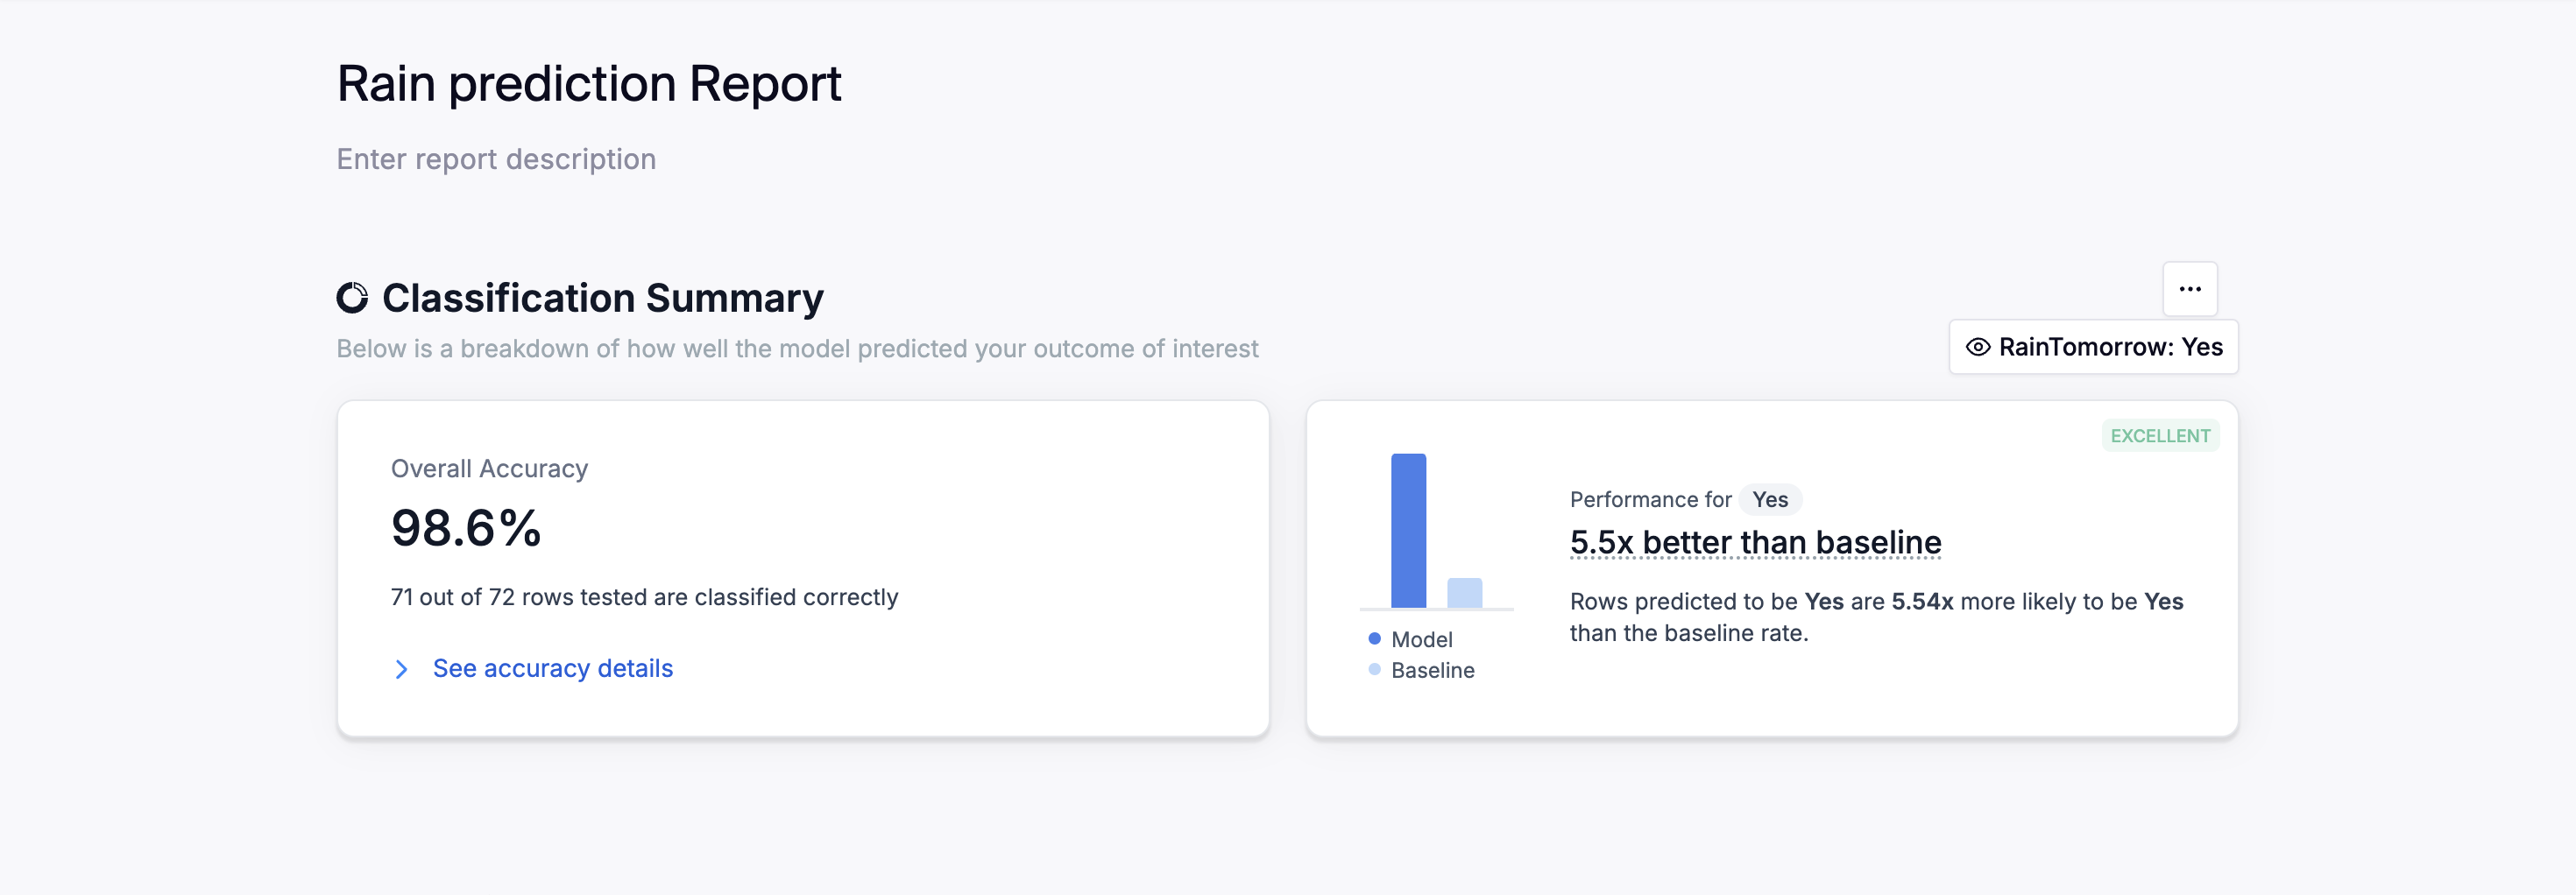 Rain prediction Report
Enter report description
Classification Summary
Below is a breakdown of how well the model predicted your outcome of interest
...
RainTomorrow: Yes
Overall Accuracy
98.6%
71 out of 72 rows tested are classified correctly
See accuracy details
EXCELLENT
Performance for Yes
5.5x better than baseline
Rows predicted to be Yes are 5.54x more likely to be Yes
than the baseline rate.
Model
Baseline